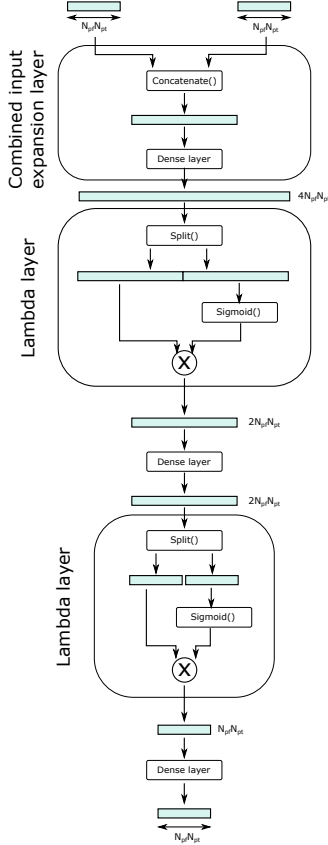 NpfNpt
NpfNpt
Combined input
expansion layer
Concatenate()
Dense layer
4NpfNpt
Lambda layer
Split()
Sigmoid()
X
2NpfNpt
Dense layer
2NpfNpt
Lambda layer
Split()
Sigmoid()
X
NpfNpt
Dense layer
NpfNpt